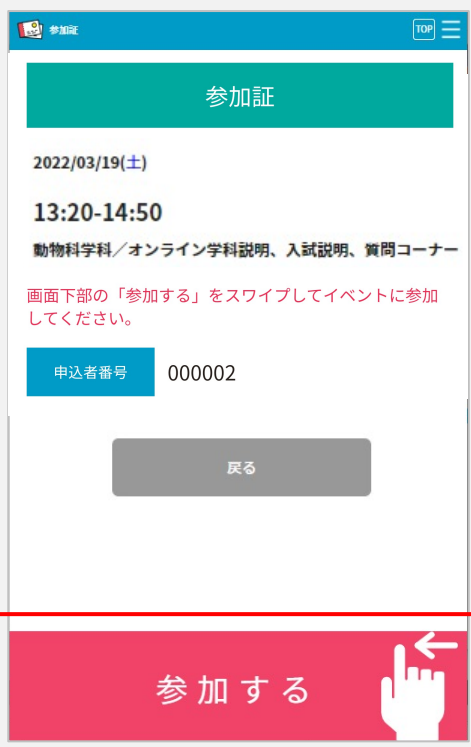 参加証
TOP
参加証
2022/03/19(土)
13:20-14:50
動物科学科／オンライン学科説明、入試説明、質問コーナー
画面下部の「参加する」をスワイプしてイベントに参加
してください。
申込者番号 000002
戻る
参加する